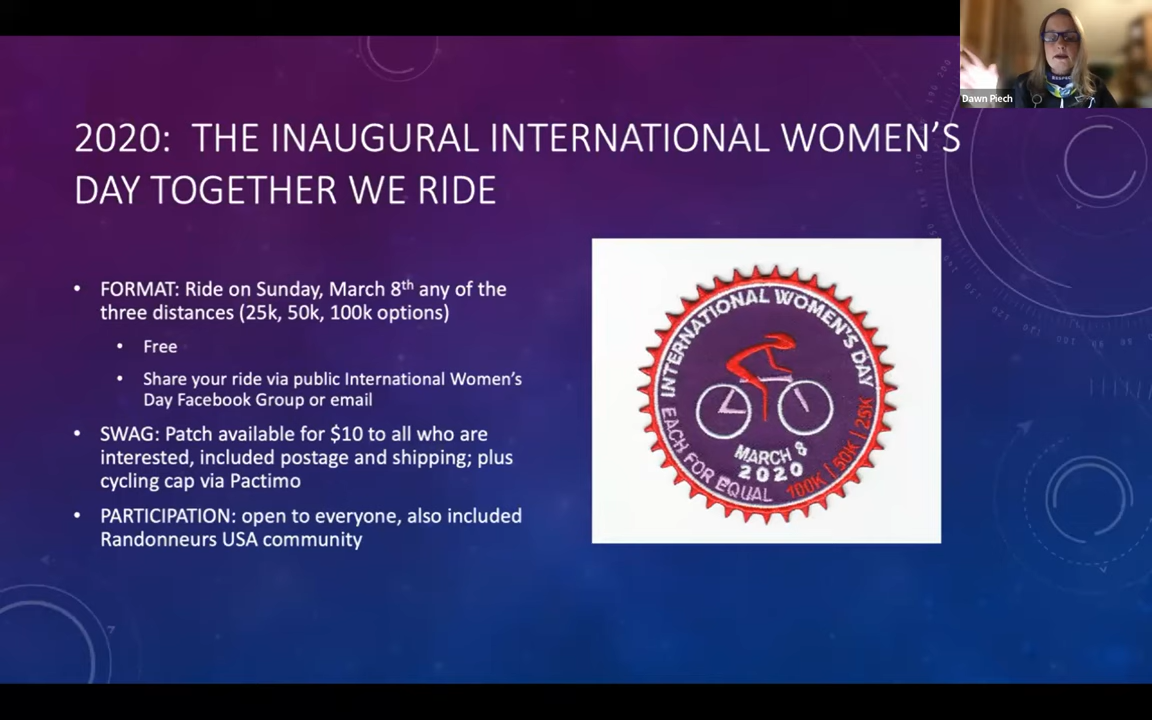 2020:  THE INAUGURAL INTERNATIONAL WOMEN'S
DAY TOGETHER WE RIDE
• FORMAT: Ride on Sunday, March 8th any of the
three distances (25k, 50k, 100k options)
• Free
• Share your ride via public International Women's
Day Facebook Group or email
• SWAG: Patch available for $10 to all who are
interested, included postage and shipping; plus
cycling cap via Pactimo
• PARTICIPATION: open to everyone, also included
Randonneurs USA community
INTERNATIONAL WOMEN'S DAY
MARCH 8
2020
EACH FOR EQUAL
100K | 50K | 25K
Dawn Piech